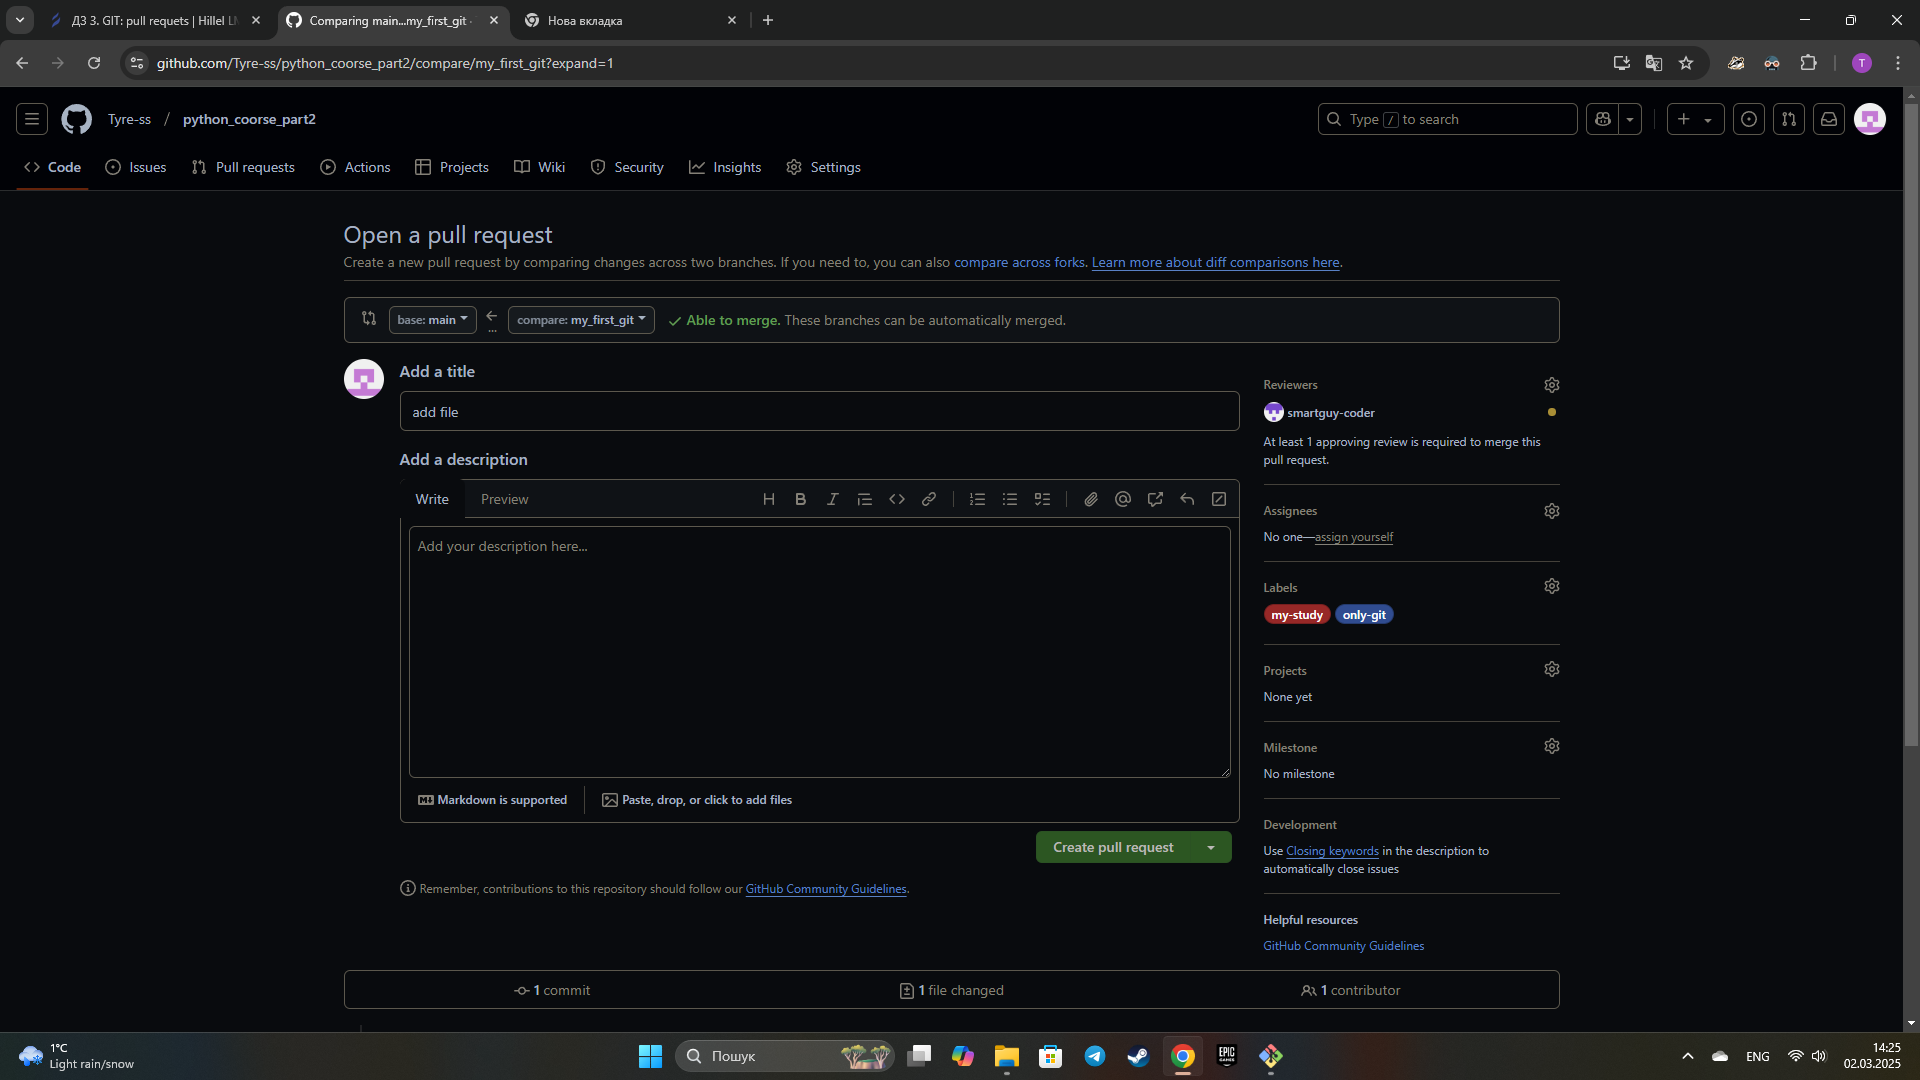 ДЗ 3. GIT: pull requets | Hillel LM
Comparing main...my_first_git ·
Нова вкладка
github.com/Tyre-ss/python_coorse_part2/compare/my_first_git?expand=1
T
Tyre-ss / python_coorse_part2
Type / to search
Code
Issues
Pull requests
Actions
Projects
Wiki
Security
Insights
Settings
Open a pull request
Create a new pull request by comparing changes across two branches. If you need to, you can also compare across forks. Learn more about diff comparisons here.
base: main
compare: my_first_git
Able to merge. These branches can be automatically merged.
Add a title
add file
Add a description
Write
Preview
Add your description here...
Markdown is supported
Paste, drop, or click to add files
Create pull request
Remember, contributions to this repository should follow our GitHub Community Guidelines.
Reviewers
smartguy-coder
At least 1 approving review is required to merge this
pull request.
Assignees
No one—assign yourself
Labels
my-study
only-git
Projects
None yet
Milestone
No milestone
Development
Use Closing keywords in the description to
automatically close issues
Helpful resources
GitHub Community Guidelines
1 commit
1 file changed
1 contributor
1°C
Light rain/snow
Пошук
EPIC
GAMES
ENG
14:25
02.03.2025